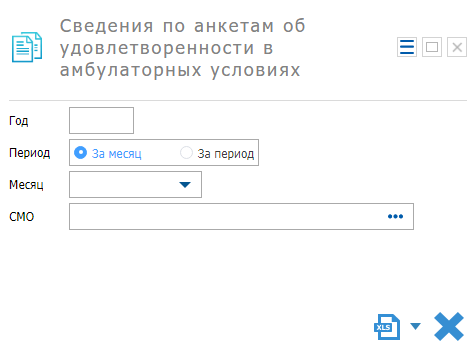 Сведения по анкетам об
удовлетворенности в
амбулаторных условиях
Год
Период За месяц За период
Месяц
СМО
XLS